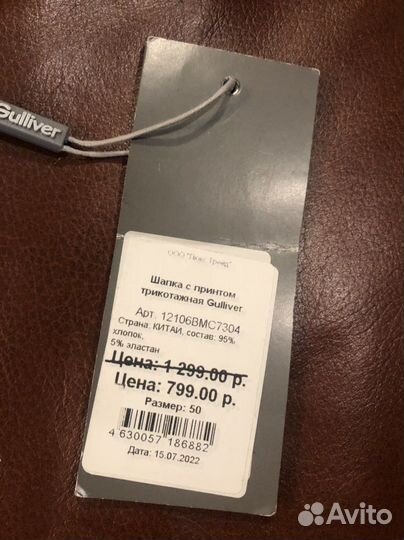 Gulliver
ООО "Люкс Трейд"
Шапка с принтом
трикотажная Gulliver
Арт. 12106BMC7304
Страна: КИТАЙ, состав: 95%
хлопок,
5% эластан
Цена: 1 299.00 р.
Цена: 799.00 р.
Размер: 50
4 630057 186882
Дата: 15.07.2022
Avito